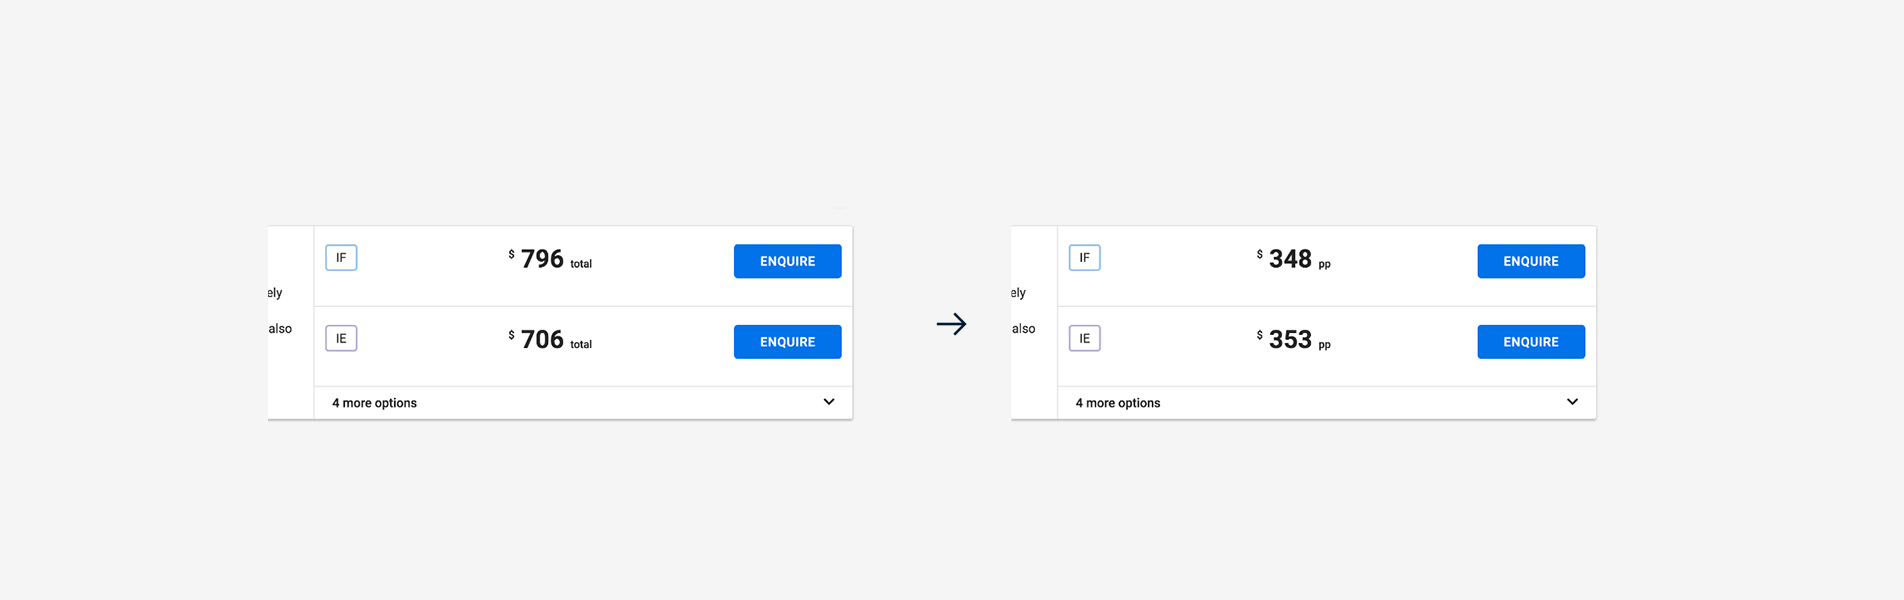 IF $ 796 total ENQUIRE
ely
also
IE $ 706 total ENQUIRE
4 more options
IF $ 348 pp ENQUIRE
ely
also
IE $ 353 pp ENQUIRE
4 more options